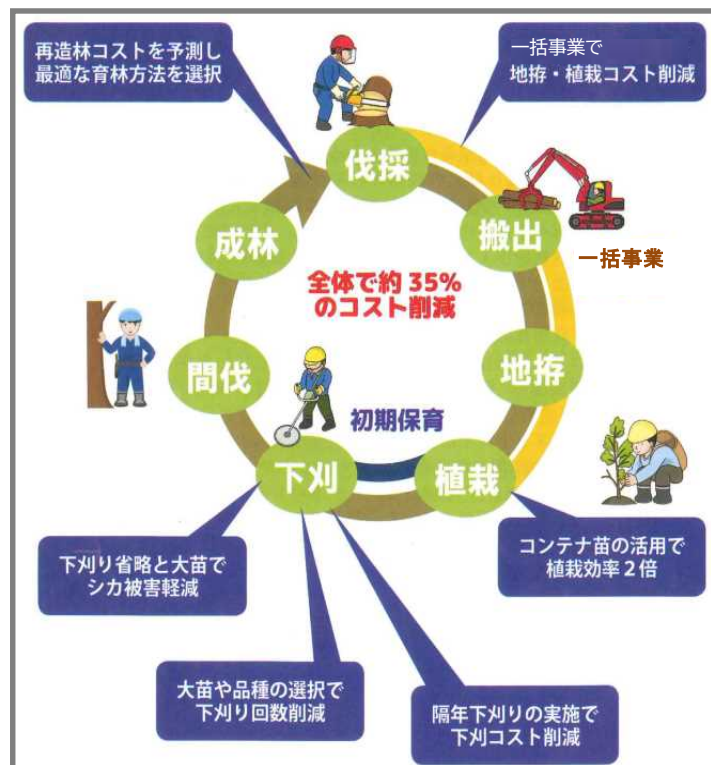 再造林コストを予測し
最適な育林方法を選択
一括事業で
地拵・植栽コスト削減
伐採
搬出
一括事業
成林
全体で約35%
のコスト削減
間伐
地拵
初期保育
下刈
植栽
下刈り省略と大苗で
シカ被害軽減
コンテナ苗の活用で
植栽効率2倍
大苗や品種の選択で
下刈り回数削減
隔年下刈りの実施で
下刈コスト削減